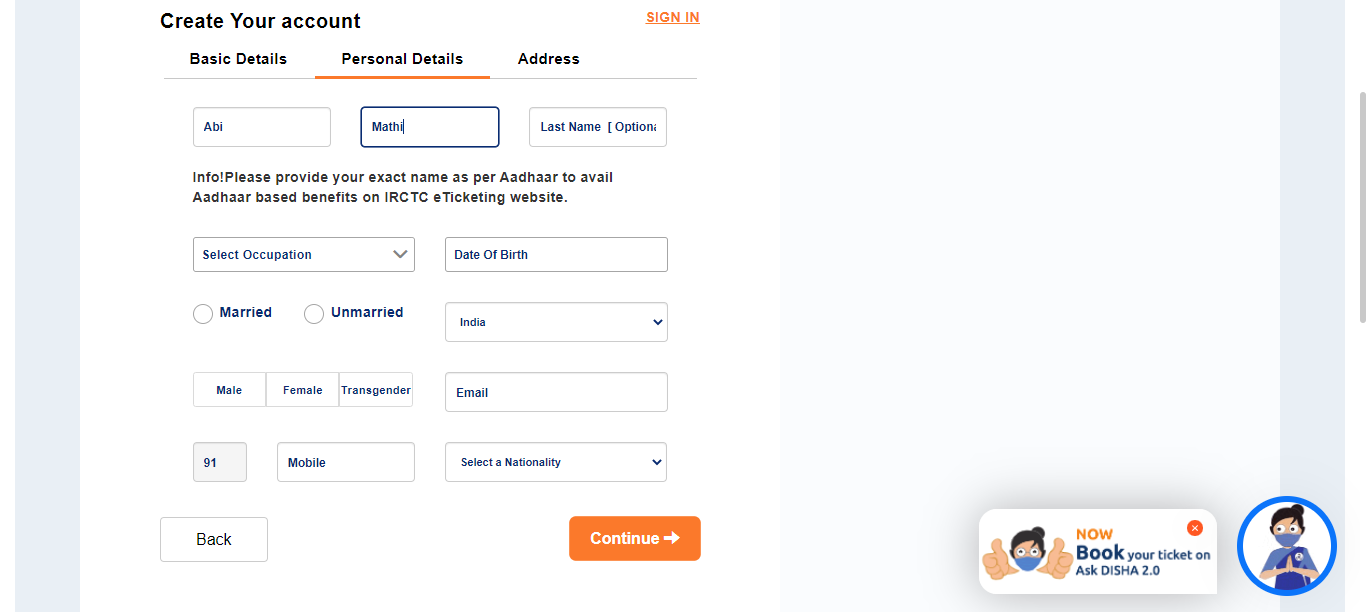 Create Your account
SIGN IN
Basic Details Personal Details Address
Abi Mathi Last Name [ Optiona
Info!Please provide your exact name as per Aadhaar to avail
Aadhaar based benefits on IRCTC eTicketing website.
Select Occupation Date Of Birth
Married Unmarried India
Male Female Transgender Email
91 Mobile Select a Nationality
Back Continue
NOW
Book your ticket on
Ask DISHA 2.0